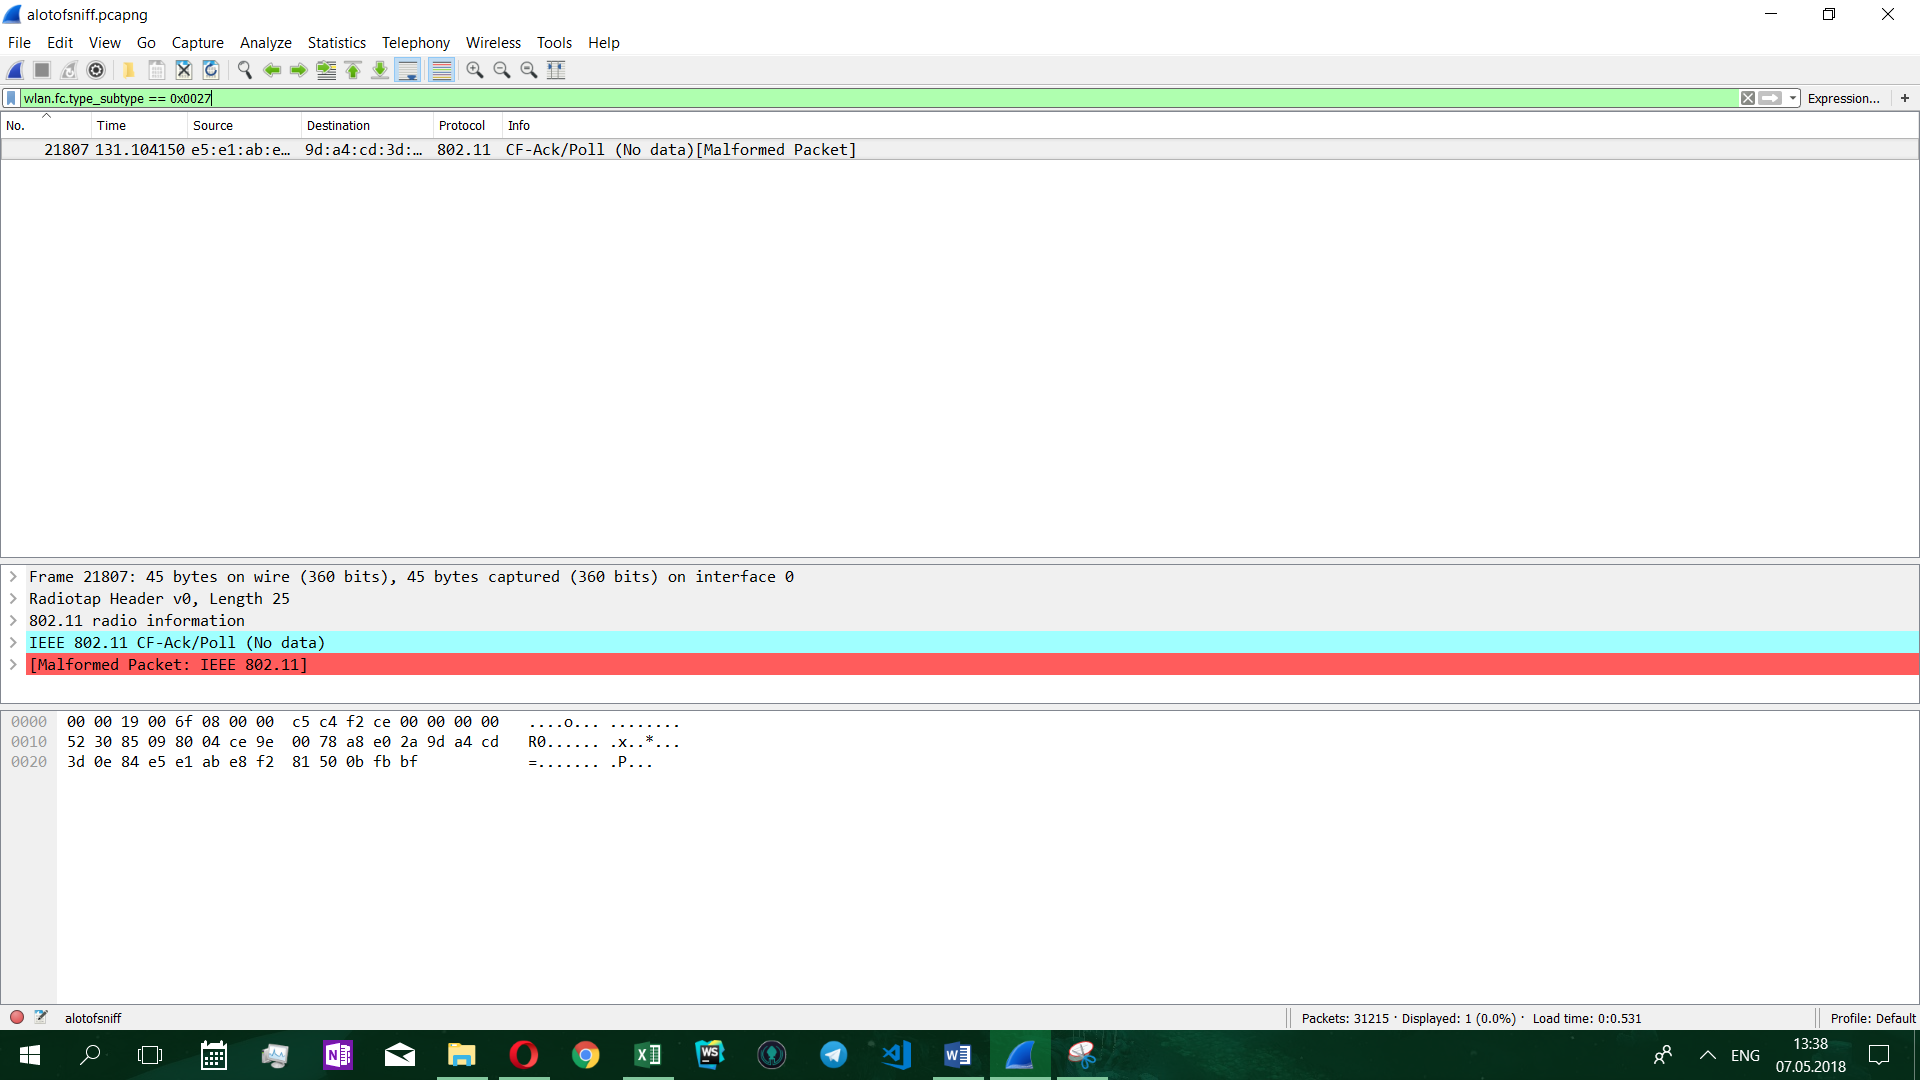 alotofsniff.pcapng
File Edit View Go Capture Analyze Statistics Telephony Wireless Tools Help
wlan.fc.type_subtype == 0x0027 Expression... +
No. Time Source Destination Protocol Info
21807 131.104150 e5:e1:ab:e… 9d:a4:cd:3d:… 802.11 CF-Ack/Poll (No data)[Malformed Packet]
Frame 21807: 45 bytes on wire (360 bits), 45 bytes captured (360 bits) on interface 0
Radiotap Header v0, Length 25
802.11 radio information
IEEE 802.11 CF-Ack/Poll (No data)
[Malformed Packet: IEEE 802.11]
0000 00 00 19 00 6f 08 00 00 c5 c4 f2 ce 00 00 00 00 ....o... ........
0010 52 30 85 09 80 04 ce 9e 00 78 a8 e0 2a 9d a4 cd R0...... .x..*...
0020 3d 0e 84 e5 e1 ab e8 f2 81 50 0b fb bf =....... .P...
alotofsniff Packets: 31215 · Displayed: 1 (0.0%) · Load time: 0:0.531 Profile: Default
N WS ENG 13:38
07.05.2018